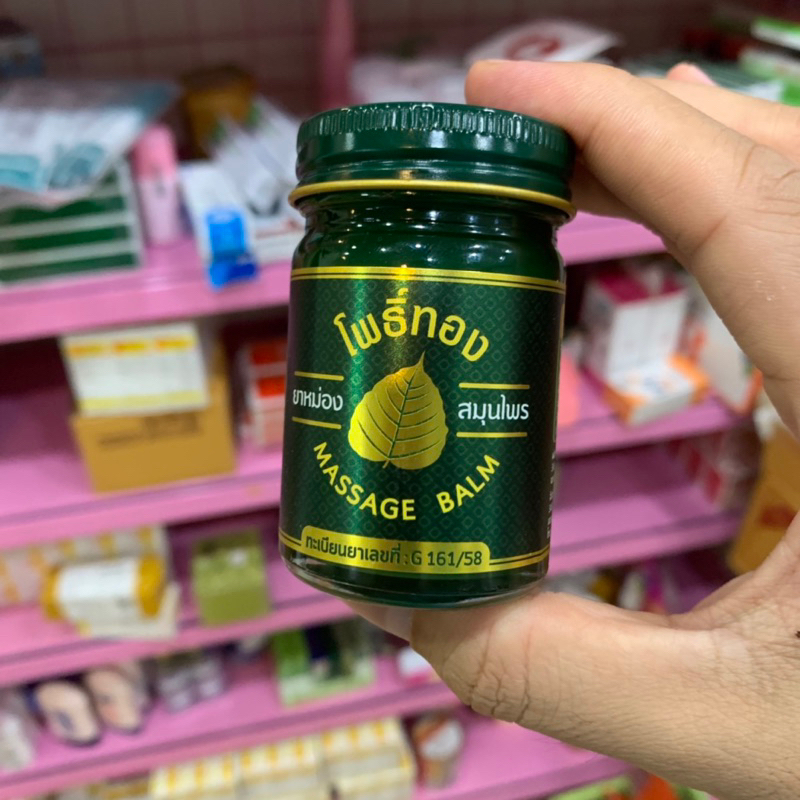 โพธิ์ทอง
ยาหม่อง สมุนไพร
MASSAGE BALM
ทะเบียนยาเลขที่ : G 161/58